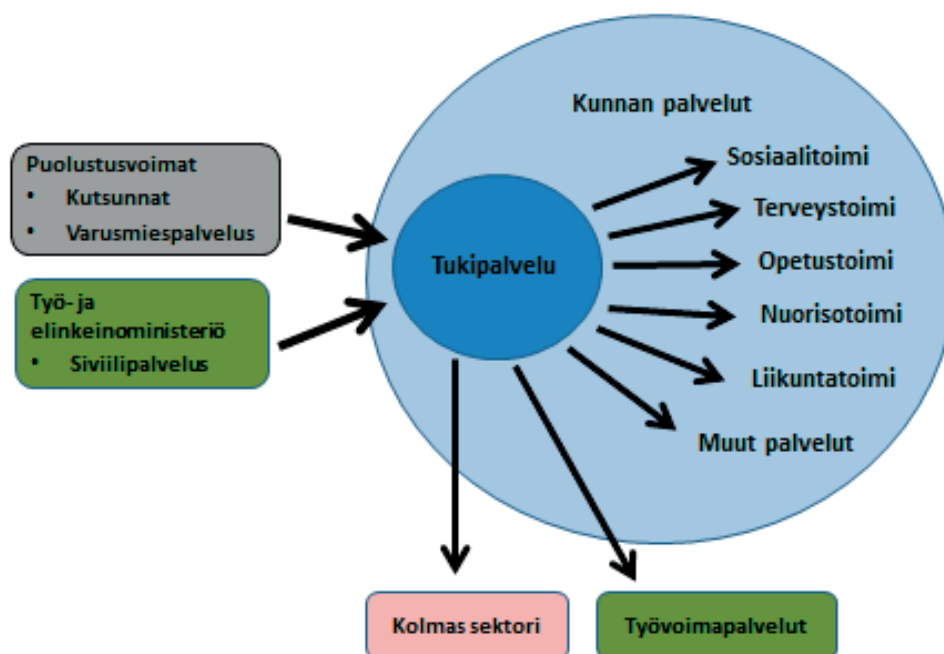 Kunnan palvelut
Puolustusvoimat
• Kutsunnat
• Varusmiespalvelus
Työ- ja
elinkeinoministeriö
• Siviilipalvelus
Tukipalvelu
Sosiaalitoimi
Terveystoimi
Opetustoimi
Nuorisotoimi
Liikuntatoimi
Muut palvelut
Kolmas sektori
Työvoimapalvelut